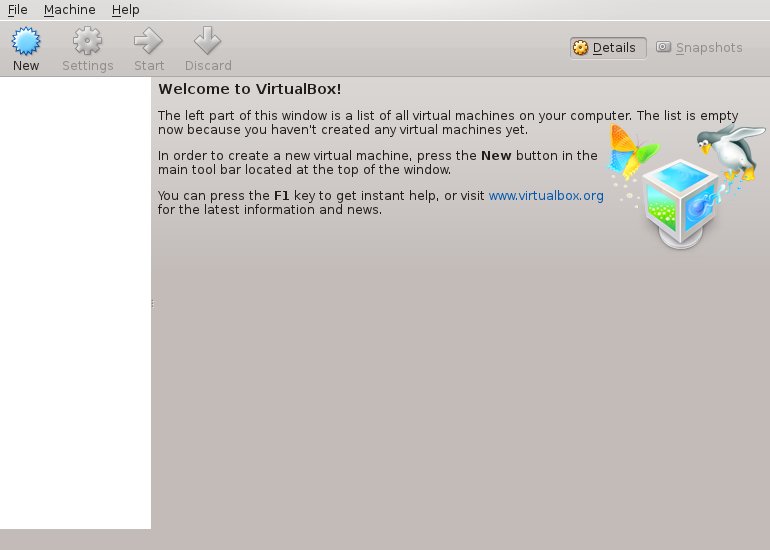 File Machine Help
New Settings Start Discard Details Snapshots
Welcome to VirtualBox!
The left part of this window is a list of all virtual machines on your computer. The list is empty
now because you haven't created any virtual machines yet.
In order to create a new virtual machine, press the New button in the
main tool bar located at the top of the window.
You can press the F1 key to get instant help, or visit www.virtualbox.org
for the latest information and news.